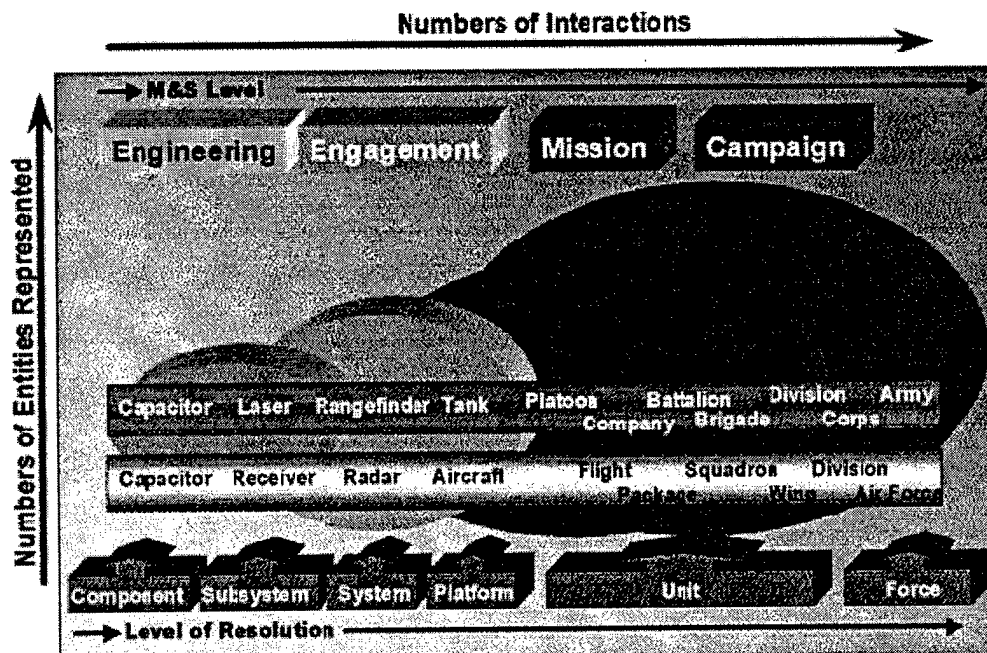 Numbers of Interactions
Numbers of Entities Represented
M&S Level
Engineering Engagement Mission Campaign
Capacitor Laser Rangefinder Tank Platoon Battalion Division Army
Company Brigade Corps
Capacitor Receiver Radar Aircraft Flight Squadron Division
Package Wing Air Force
Component Subsystem System Platform Unit Force
Level of Resolution